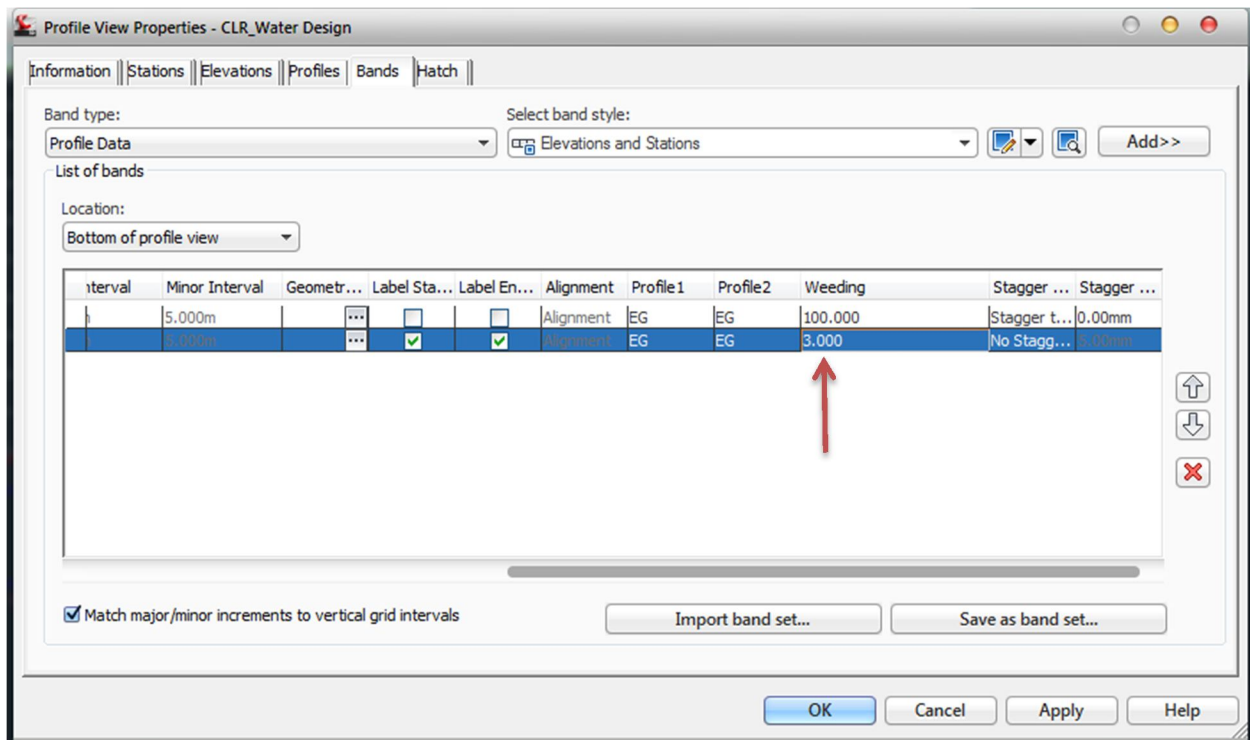 Profile View Properties - CLR_Water Design
Information Stations Elevations Profiles Bands Hatch
Band type: Select band style:
Profile Data Elevations and Stations Add>>
List of bands
Location:
Bottom of profile view
nterval Minor Interval Geometr... Label Sta... Label En... Alignment Profile1 Profile2 Weeding Stagger ... Stagger ...
5.000m ... Alignment EG EG 100.000 Stagger t... 0.00mm
5.000m ... Alignment EG EG 3.000 No Stagg... 5.00mm
Match major/minor increments to vertical grid intervals Import band set... Save as band set...
OK Cancel Apply Help